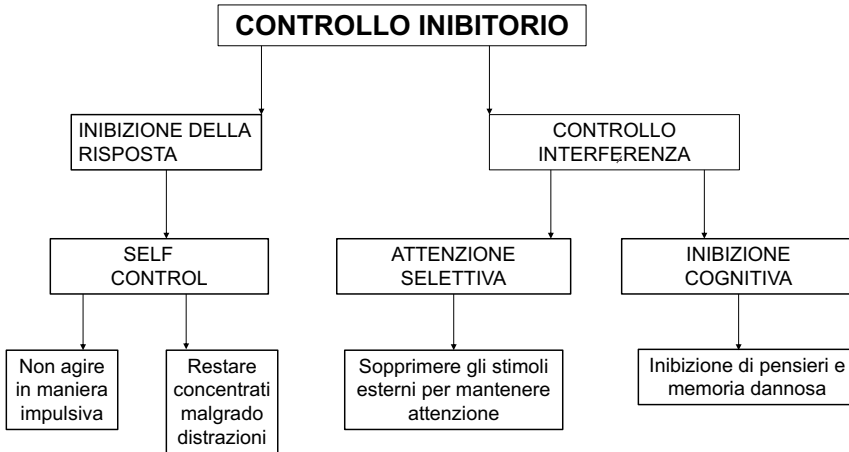 CONTROLLO INIBITORIO
INIBIZIONE DELLA
RISPOSTA
CONTROLLO
INTERFERENZA
SELF
CONTROL
ATTENZIONE
SELETTIVA
INIBIZIONE
COGNITIVA
Non agire
in maniera
impulsiva
Restare
concentrati
malgrado
distrazioni
Sopprimere gli stimoli
esterni per mantenere
attenzione
Inibizione di pensieri e
memoria dannosa